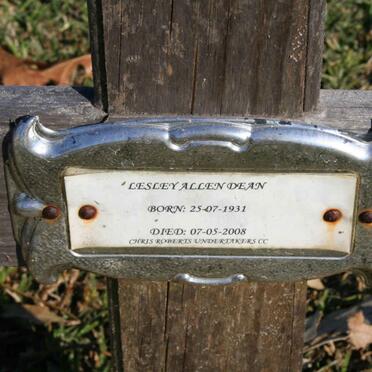 LESLEY ALLEN DEAN
BORN: 25-07-1931
DIED: 07-05-2008
CHRIS ROBERTS UNDERTAKERS CC